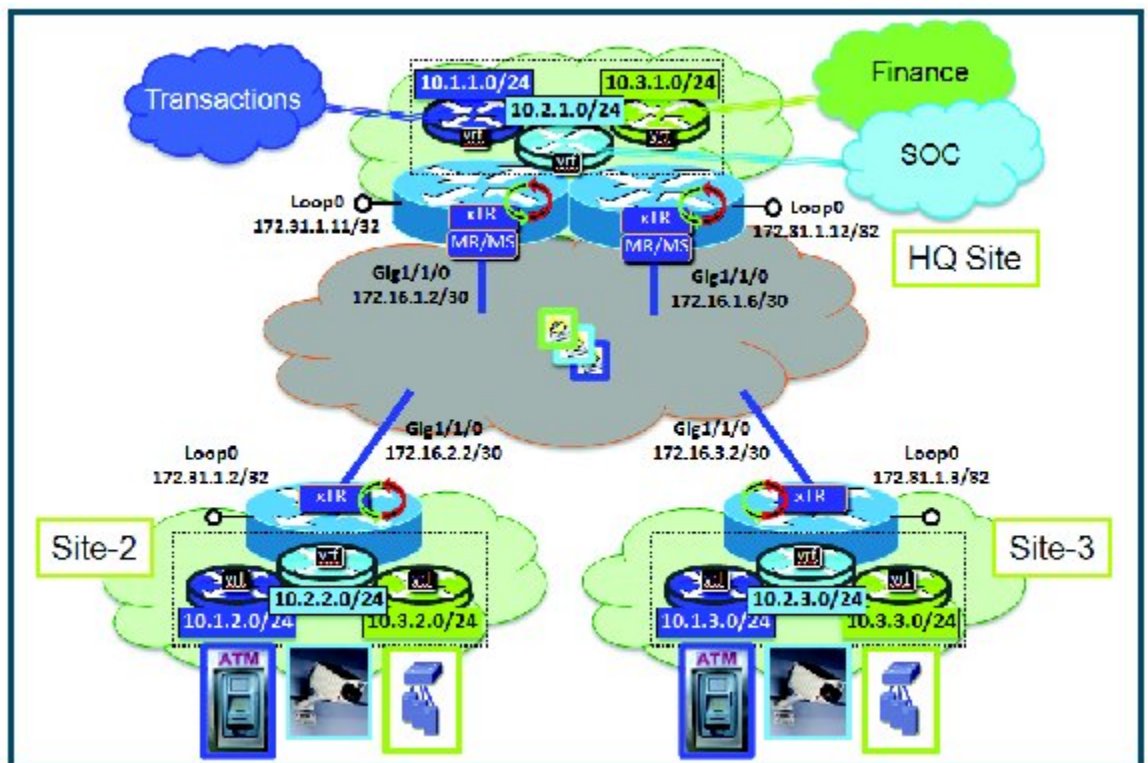 Transactions
10.1.1.0/24
10.3.1.0/24
10.2.1.0/24
Finance
vrf
vrf
vrf
SOC
Loop0
172.31.1.11/32
xTR
MR/MS
xTR
MR/MS
Loop0
172.31.1.12/32
HQ Site
Gig1/1/0
172.16.1.2/30
Gig1/1/0
172.16.1.6/30
Gig1/1/0
172.16.2.2/30
Gig1/1/0
172.16.3.2/30
Loop0
172.31.1.2/32
Loop0
172.31.1.3/32
xTR
xTR
Site-2
Site-3
vrf
vrf
10.2.2.0/24
10.1.2.0/24
10.3.2.0/24
10.2.3.0/24
10.1.3.0/24
10.3.3.0/24
ATM
ATM